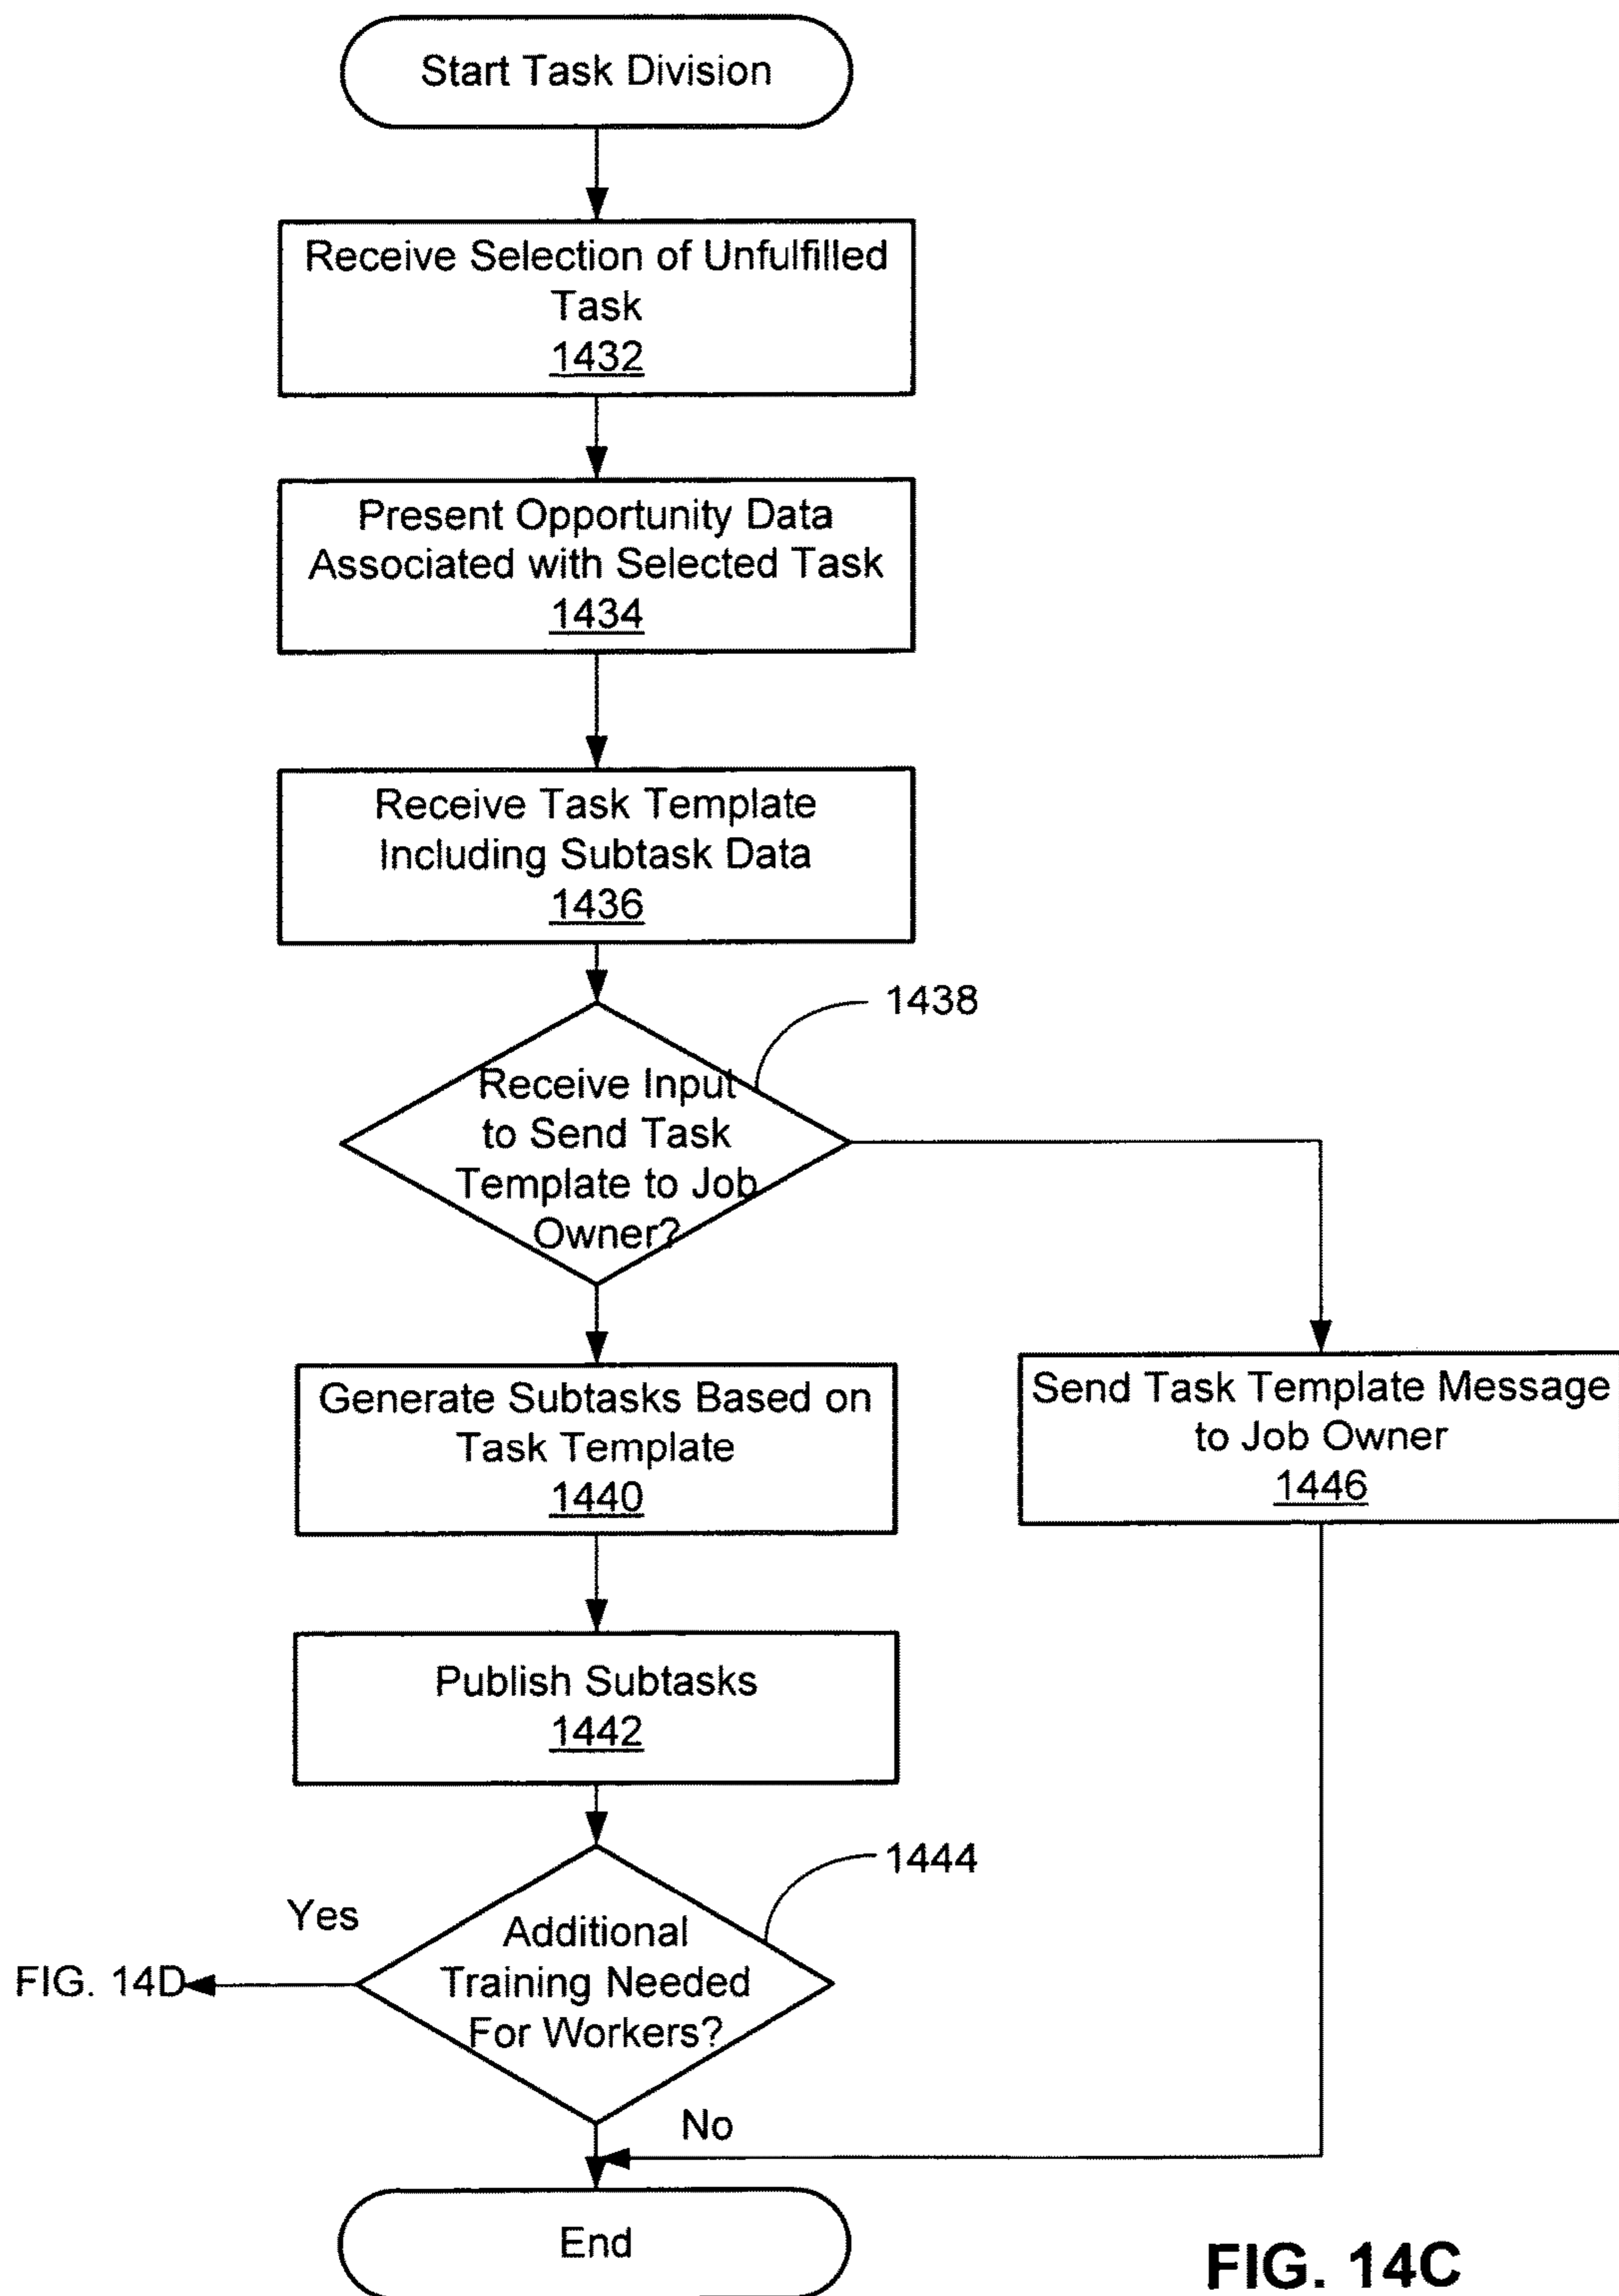 Start Task Division
Receive Selection of Unfulfilled
Task
1432
Present Opportunity Data
Associated with Selected Task
1434
Receive Task Template
Including Subtask Data
1436
1438
Receive Input
to Send Task
Template to Job
Owner?
Generate Subtasks Based on
Task Template
1440
Send Task Template Message
to Job Owner
1446
Publish Subtasks
1442
1444
Yes
Additional
Training Needed
For Workers?
FIG. 14D
No
End
FIG. 14C